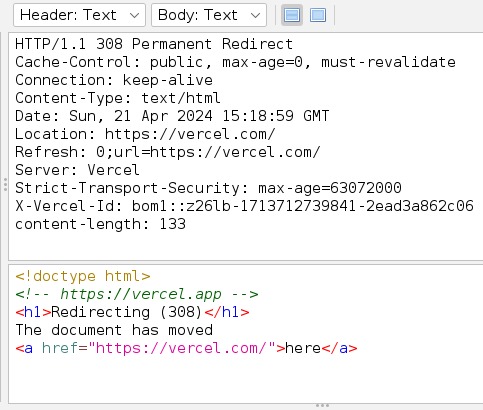 Header: Text
Body: Text
HTTP/1.1 308 Permanent Redirect
Cache-Control: public, max-age=0, must-revalidate
Connection: keep-alive
Content-Type: text/html
Date: Sun, 21 Apr 2024 15:18:59 GMT
Location: https://vercel.com/
Refresh: 0;url=https://vercel.com/
Server: Vercel
Strict-Transport-Security: max-age=63072000
X-Vercel-Id: bom1::z26lb-1713712739841-2ead3a862c06
content-length: 133
<!doctype html>
<!-- https://vercel.app -->
<h1>Redirecting (308)</h1>
The document has moved
<a href="https://vercel.com/">here</a>